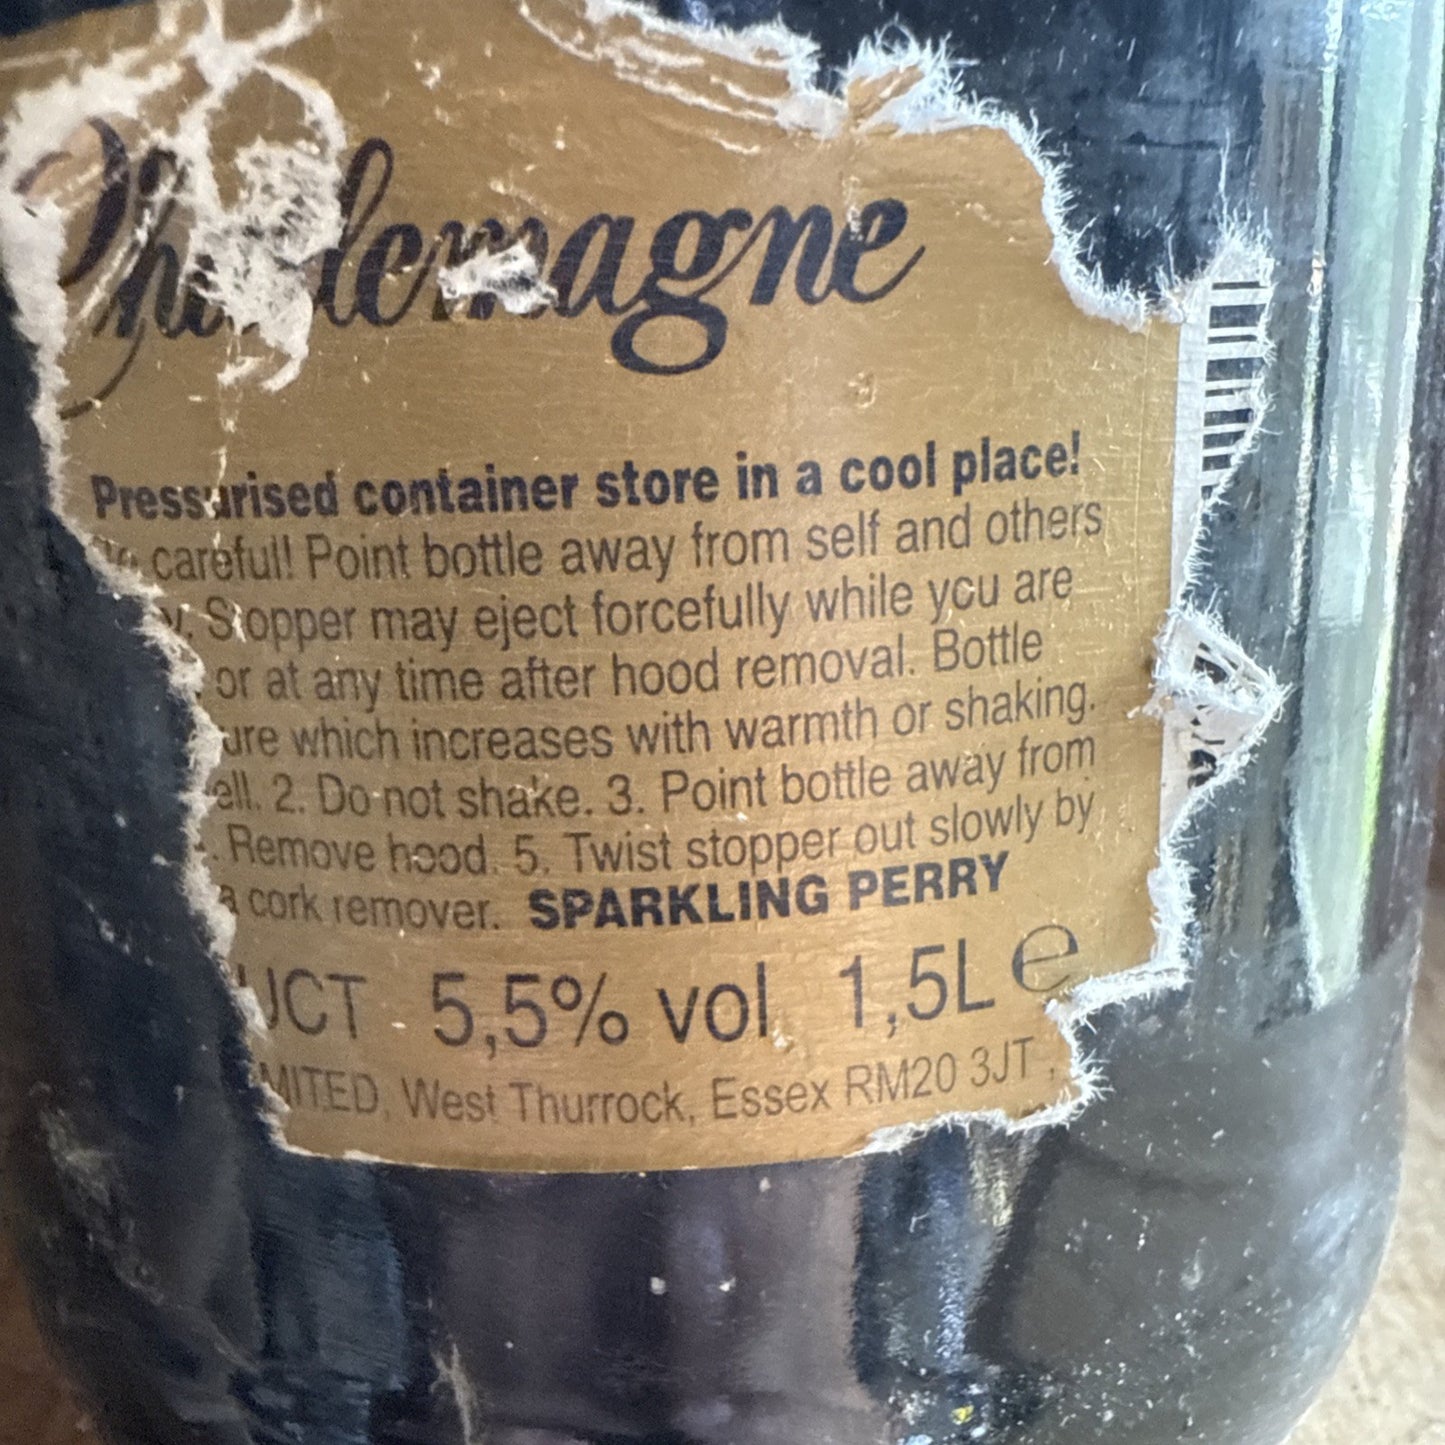 Charlemagne
Pressurised container store in a cool place!
careful! Point bottle away from self and others
Stopper may eject forcefully while you are
or at any time after hood removal. Bottle
ure which increases with warmth or shaking.
ell. 2. Do not shake. 3. Point bottle away from
. Remove hood. 5. Twist stopper out slowly by
a cork remover. SPARKLING PERRY
UCT 5,5% vol 1,5L ℮
MITED, West Thurrock, Essex RM20 3JT,